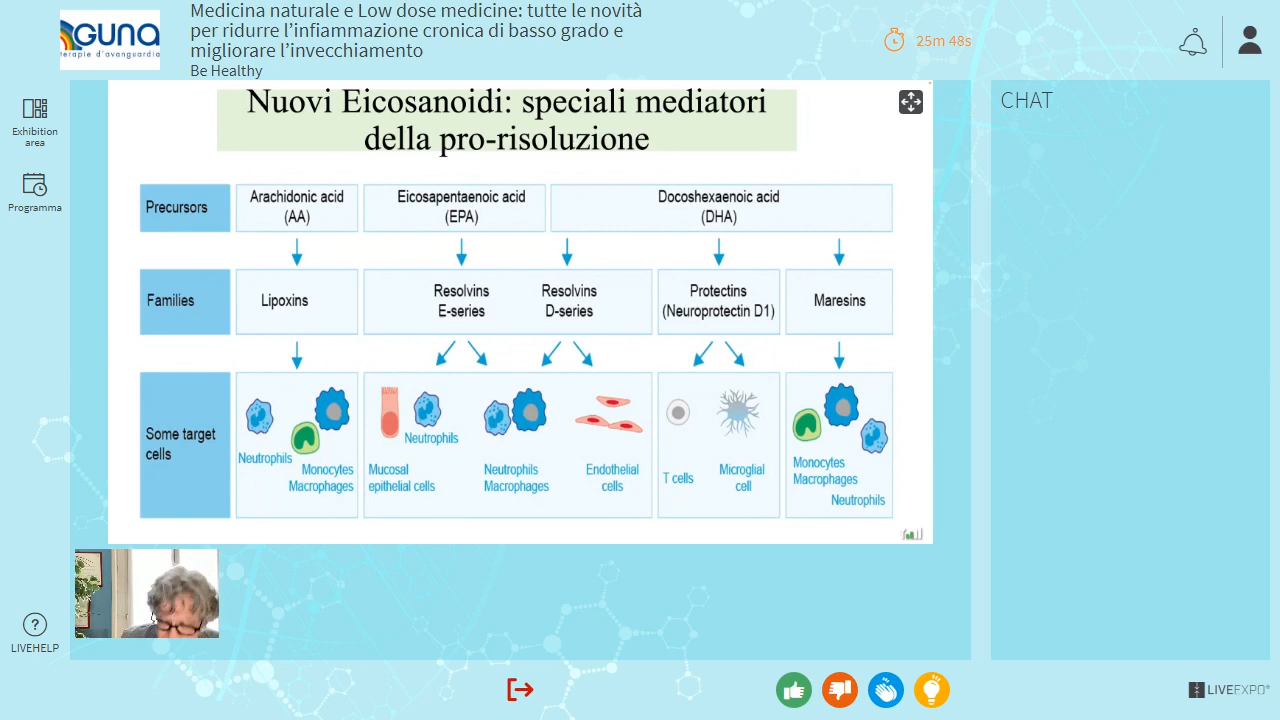 GUNA
terapie d'avanguardia
Medicina naturale e Low dose medicine: tutte le novità
per ridurre l'infiammazione cronica di basso grado e
migliorare l'invecchiamento
Be Healthy
25m 48s
Exhibition
area
Programma
LIVEHELP
CHAT
Nuovi Eicosanoidi: speciali mediatori
della pro-risoluzione
Precursors
Arachidonic acid
(AA)
Eicosapentaenoic acid
(EPA)
Docoshexaenoic acid
(DHA)
Families
Lipoxins
Resolvins
E-series
Resolvins
D-series
Protectins
(Neuroprotectin D1)
Maresins
Some target
cells
Neutrophils
Monocytes
Macrophages
Neutrophils
Mucosal
epithelial cells
Neutrophils
Macrophages
Endothelial
cells
T cells
Microglial
cell
Monocytes
Macrophages
Neutrophils
LIVEEXPO